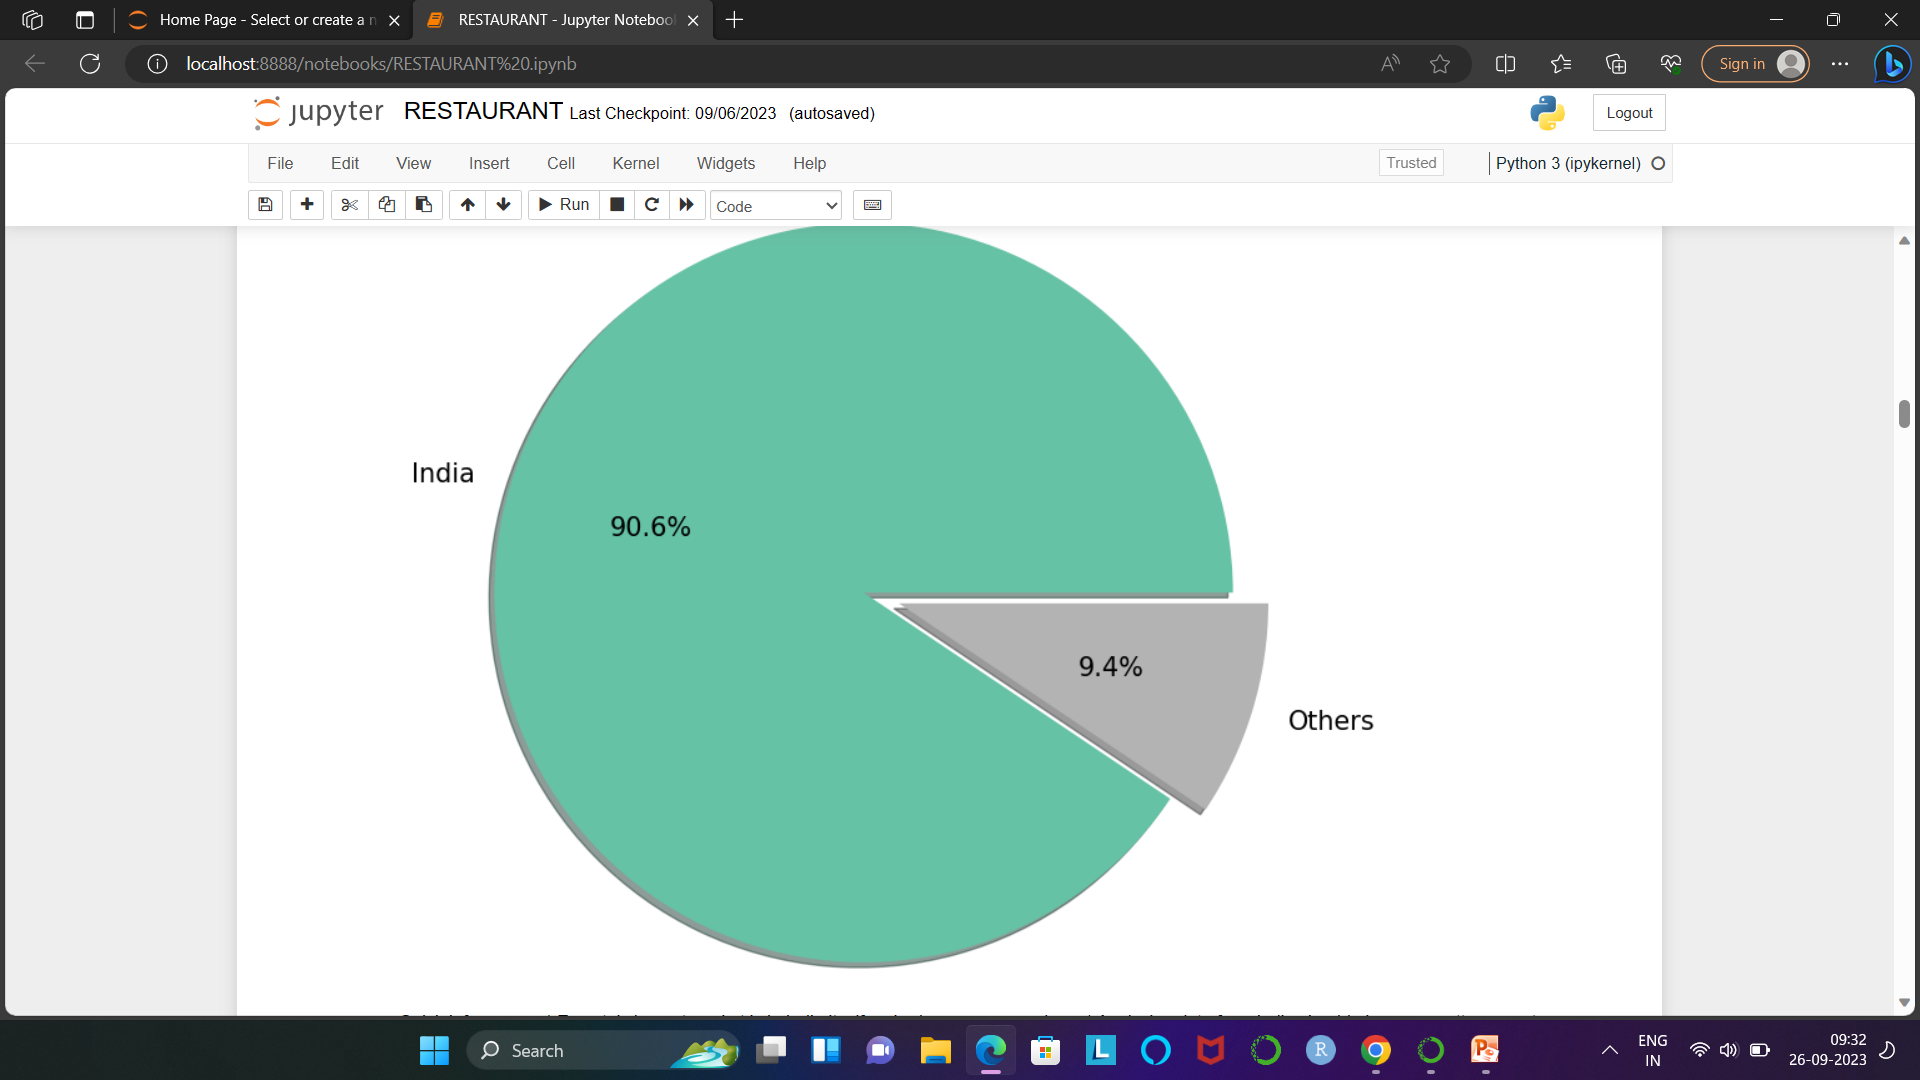 Home Page - Select or create a n
RESTAURANT - Jupyter Notebook
localhost:8888/notebooks/RESTAURANT%20.ipynb
Sign in
jupyter RESTAURANT Last Checkpoint: 09/06/2023 (autosaved)
Logout
File Edit View Insert Cell Kernel Widgets Help
Trusted
Python 3 (ipykernel)
Run
Code
India
90.6%
9.4%
Others
Search
ENG
IN
09:32
26-09-2023